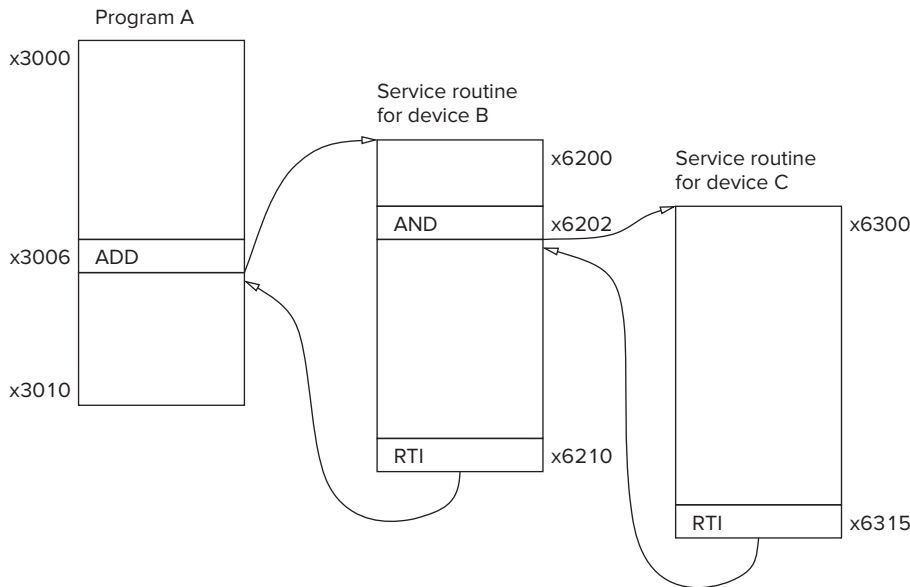 Program A
x3000
x3006
ADD
x3010
Service routine
for device B
x6200
AND
x6202
RTI
x6210
Service routine
for device C
x6300
RTI
x6315